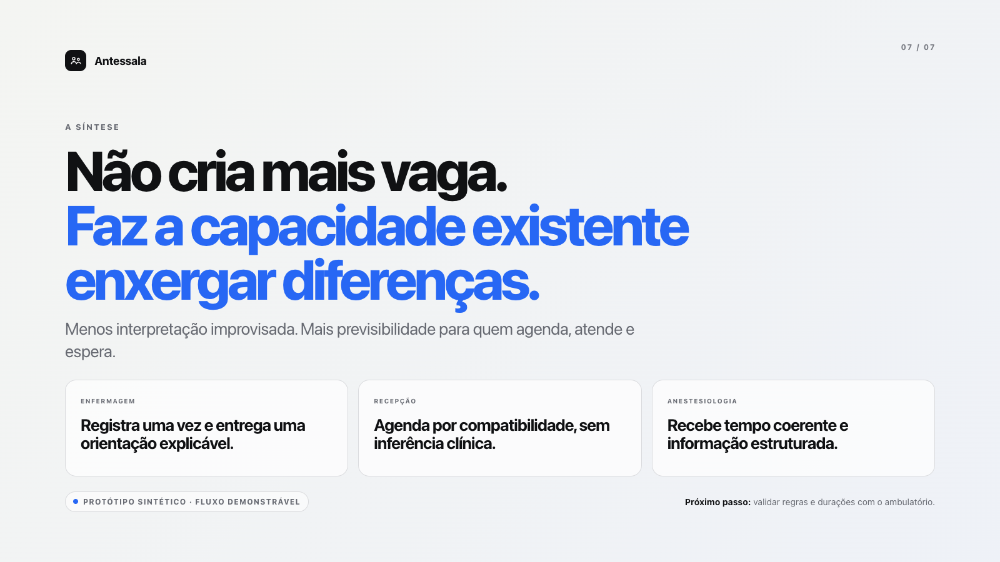 Antessala
07 / 07
A SÍNTESE
Não cria mais vaga.
Faz a capacidade existente
enxergar diferenças.
Menos interpretação improvisada. Mais previsibilidade para quem agenda, atende e
espera.
ENFERMAGEM
Registra uma vez e entrega uma
orientação explicável.
RECEPÇÃO
Agenda por compatibilidade, sem
inferência clínica.
ANESTESIOLOGIA
Recebe tempo coerente e
informação estruturada.
PROTÓTIPO SINTÉTICO · FLUXO DEMONSTRÁVEL
Próximo passo: validar regras e durações com o ambulatório.